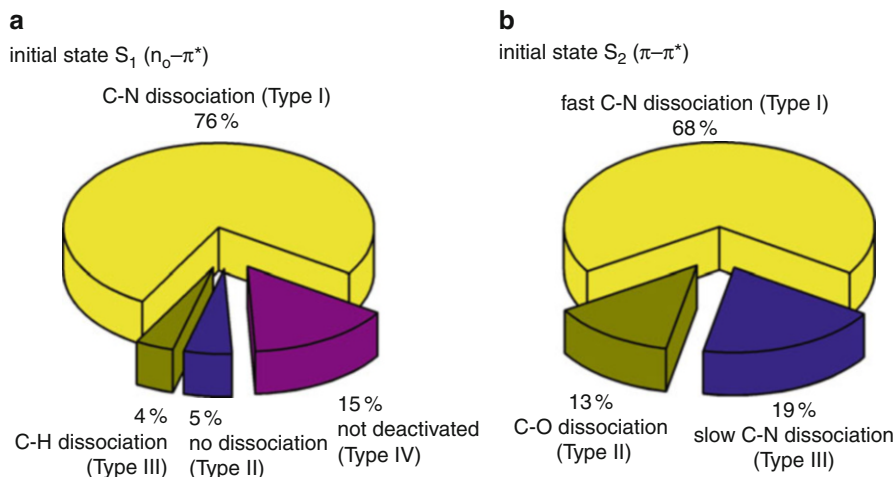 a
initial state S₁ (nₒ–π*)
C-N dissociation (Type I)
76 %
4 %
C-H dissociation
(Type III)
5 %
no dissociation
(Type II)
15 %
not deactivated
(Type IV)
b
initial state S₂ (π–π*)
fast C-N dissociation (Type I)
68 %
13 %
C-O dissociation
(Type II)
19 %
slow C-N dissociation
(Type III)